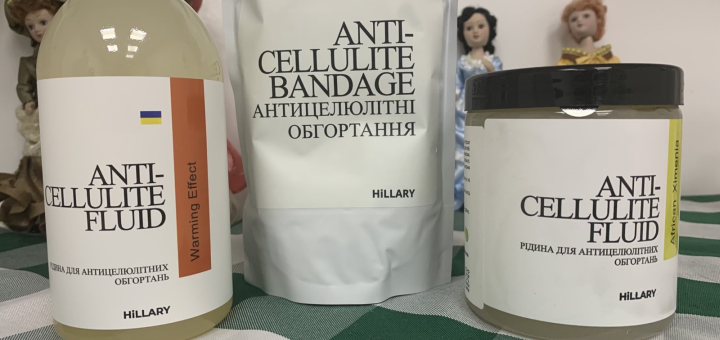 ANTI-
CELLULITE
FLUID
Warming Effect
РІДИНА ДЛЯ АНТИЦЕЛЮЛІТНИХ
ОБГОРТАНЬ
HiLLARY
ANTI-
CELLULITE
BANDAGE
АНТИЦЕЛЮЛІТНІ
ОБГОРТАННЯ
HiLLARY
ANTI-
CELLULITE
FLUID
African Ximenia
РІДИНА ДЛЯ АНТИЦЕЛЮЛІТНИХ
ОБГОРТАНЬ
HiLLARY